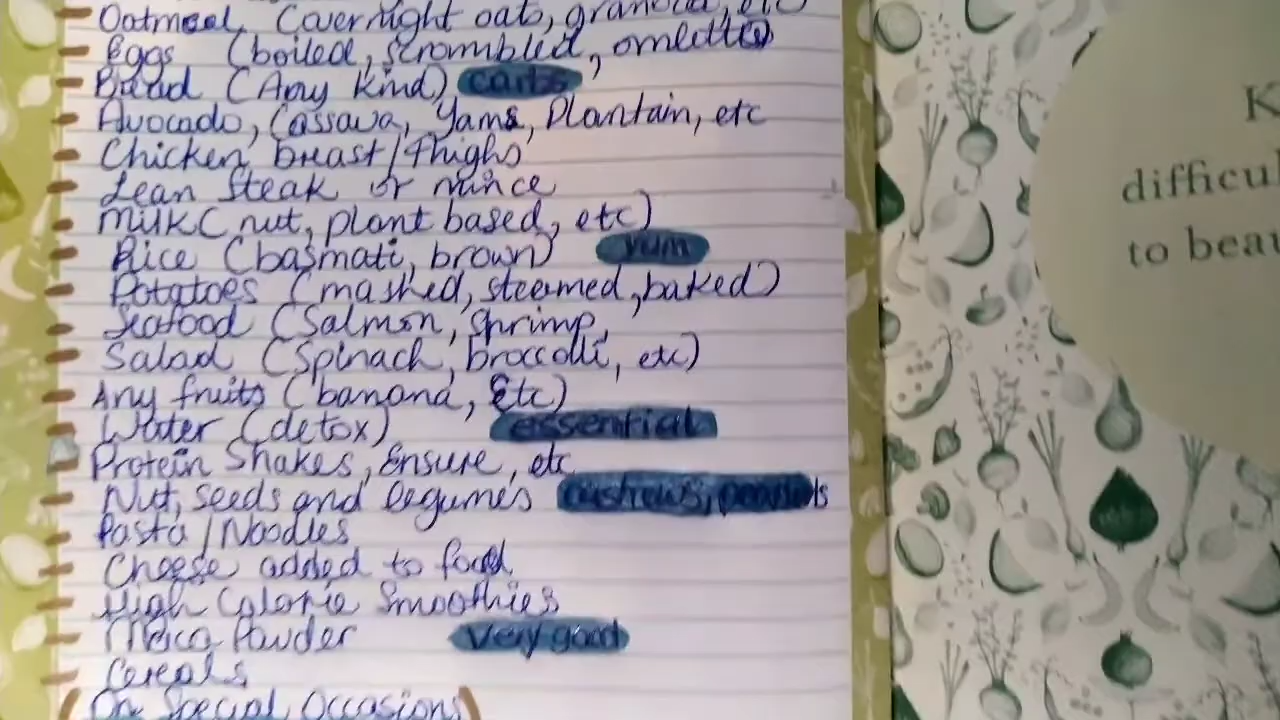 Oatmeal (overnight oats, granola, etc)
Eggs (boiled, scrombled, omlette)
Bread (Any Kind) carbs
Avocado, Cassava, Yams, Plantain, etc
Chicken breast/Thighs
Lean Steak or mince
Milk (nut, plant based, etc)
Rice (basmati, brown) yum
Potatoes (mashed, steamed, baked)
Seafood (Salmon, shrimp,
Salad (Spinach, broccolli, etc)
Any fruits (banana, Etc)
Water (detox) essential
Protein Shakes, Ensure, etc
Nut, seeds and legumes cashews, peanuts
Pasta/Noodles
Cheese added to food,
High Calorie Smoothies
Maca Powder very good
Cereals
(On Special Occasions)
K
difficul
to beau